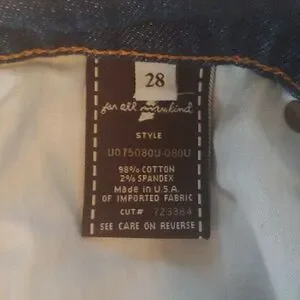 28
for all mankind
STYLE
U075080U-080U
98% COTTON
2% SPANDEX
Made in U.S.A.
OF IMPORTED FABRIC
CUT# 723384
SEE CARE ON REVERSE